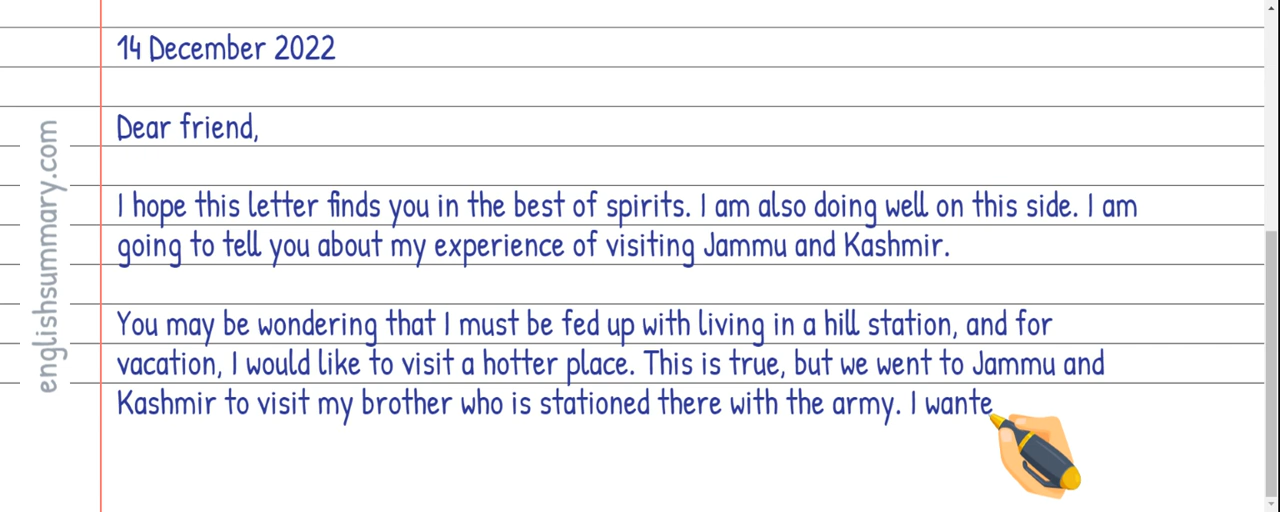 14 December 2022
Dear friend,
englishsummary.com
I hope this letter finds you in the best of spirits. I am also doing well on this side. I am
going to tell you about my experience of visiting Jammu and Kashmir.
You may be wondering that I must be fed up with living in a hill station, and for
vacation, I would like to visit a hotter place. This is true, but we went to Jammu and
Kashmir to visit my brother who is stationed there with the army. I wante